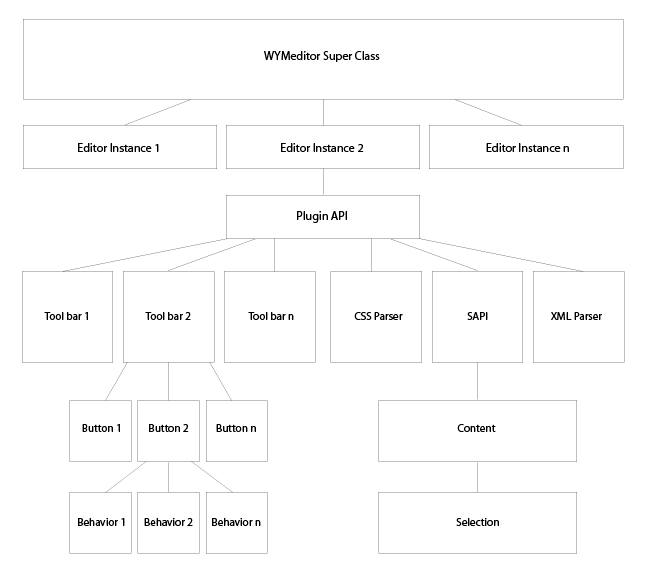 WYMeditor Super Class
Editor Instance 1
Editor Instance 2
Editor Instance n
Plugin API
Tool bar 1
Tool bar 2
Tool bar n
CSS Parser
SAPI
XML Parser
Button 1
Button 2
Button n
Content
Behavior 1
Behavior 2
Behavior n
Selection